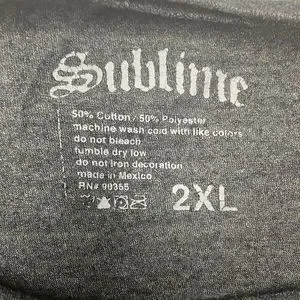 Sublime
50% Cotton / 50% Polyester
machine wash cold with like colors
do not bleach
tumble dry low
do not iron decoration
made in Mexico
RN# 90365
2XL